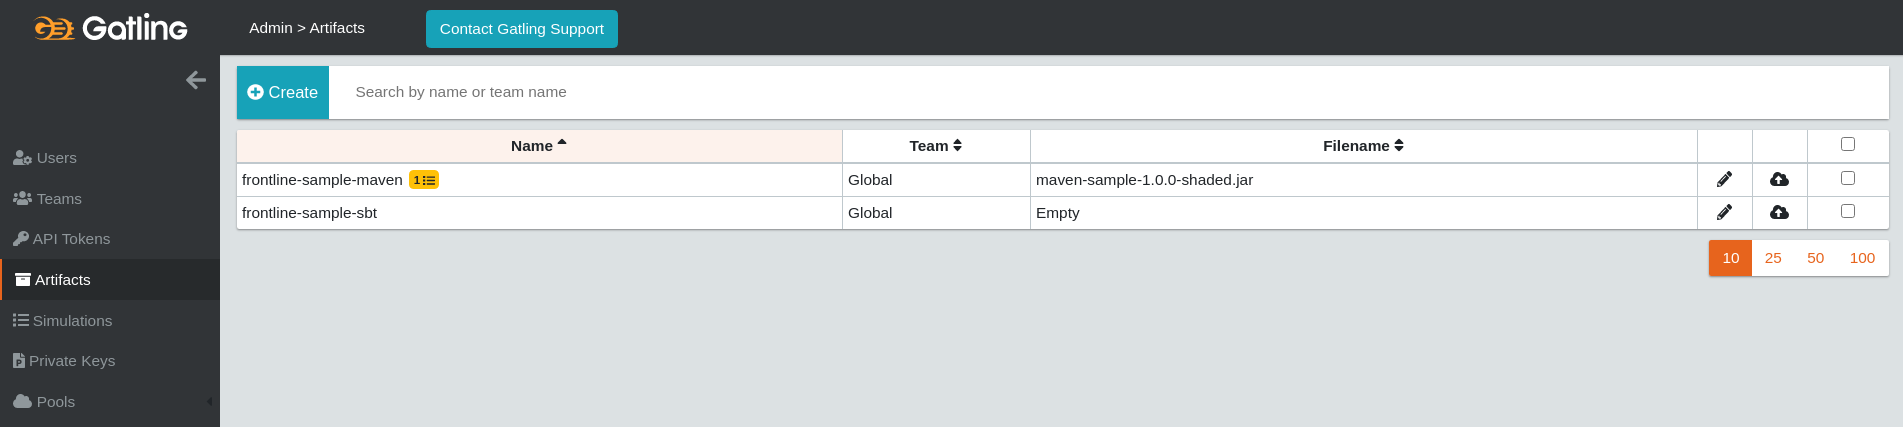 Gatling
Admin > Artifacts
Contact Gatling Support
Create
Search by name or team name
Users
Teams
API Tokens
Artifacts
Simulations
Private Keys
Pools
Name Team Filename
frontline-sample-maven 1 Global maven-sample-1.0.0-shaded.jar
frontline-sample-sbt Global Empty
10 25 50 100